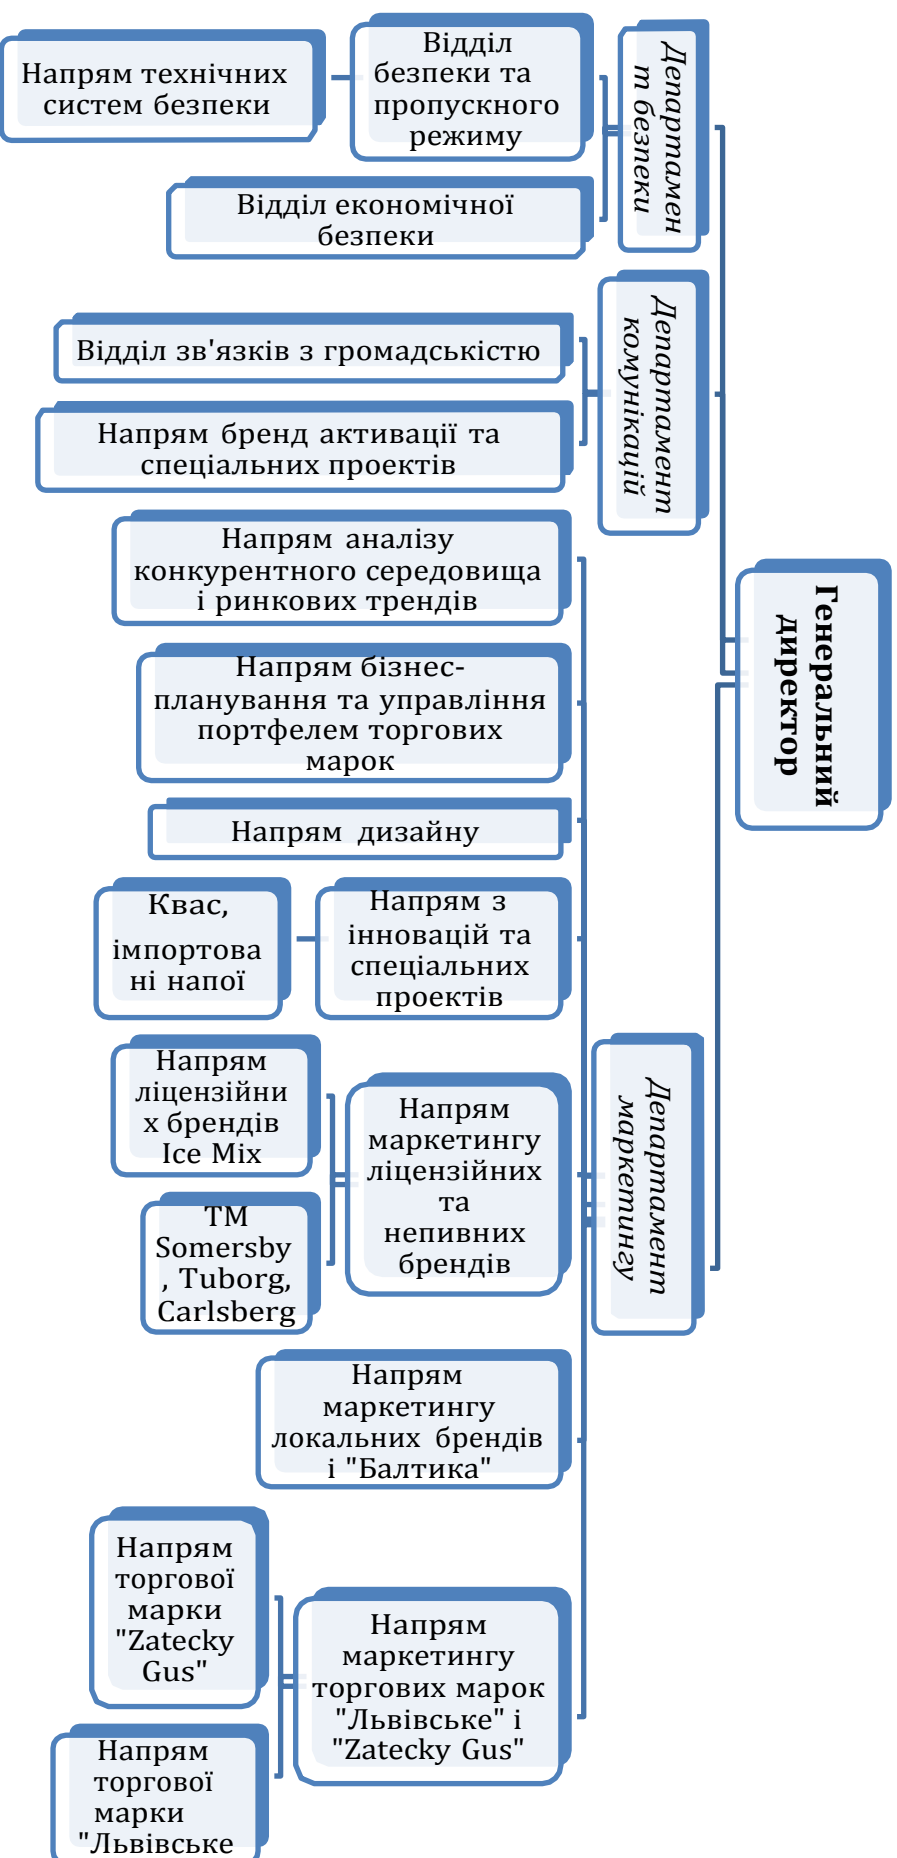 Генеральний
директор
Департамен
т безпеки
Відділ
безпеки та
пропускного
режиму
Напрям технічних
систем безпеки
Відділ економічної
безпеки
Департамент
комунікацій
Відділ зв'язків з громадськістю
Напрям бренд активації та
спеціальних проектів
Департамент
маркетингу
Напрям аналізу
конкурентного середовища
і ринкових трендів
Напрям бізнес-
планування та управління
портфелем торгових
марок
Напрям дизайну
Напрям з
інновацій та
спеціальних
проектів
Квас,
імпортова
ні напої
Напрям
маркетингу
ліцензійних
та
непивних
брендів
Напрям
ліцензійни
х брендів
Ice Mix
ТМ
Somersby
, Tuborg,
Carlsberg
Напрям
маркетингу
локальних брендів
і "Балтика"
Напрям
маркетингу
торгових марок
"Львівське" і
"Zatecky Gus"
Напрям
торгової
марки
"Zatecky
Gus"
Напрям
торгової
марки
"Львівське